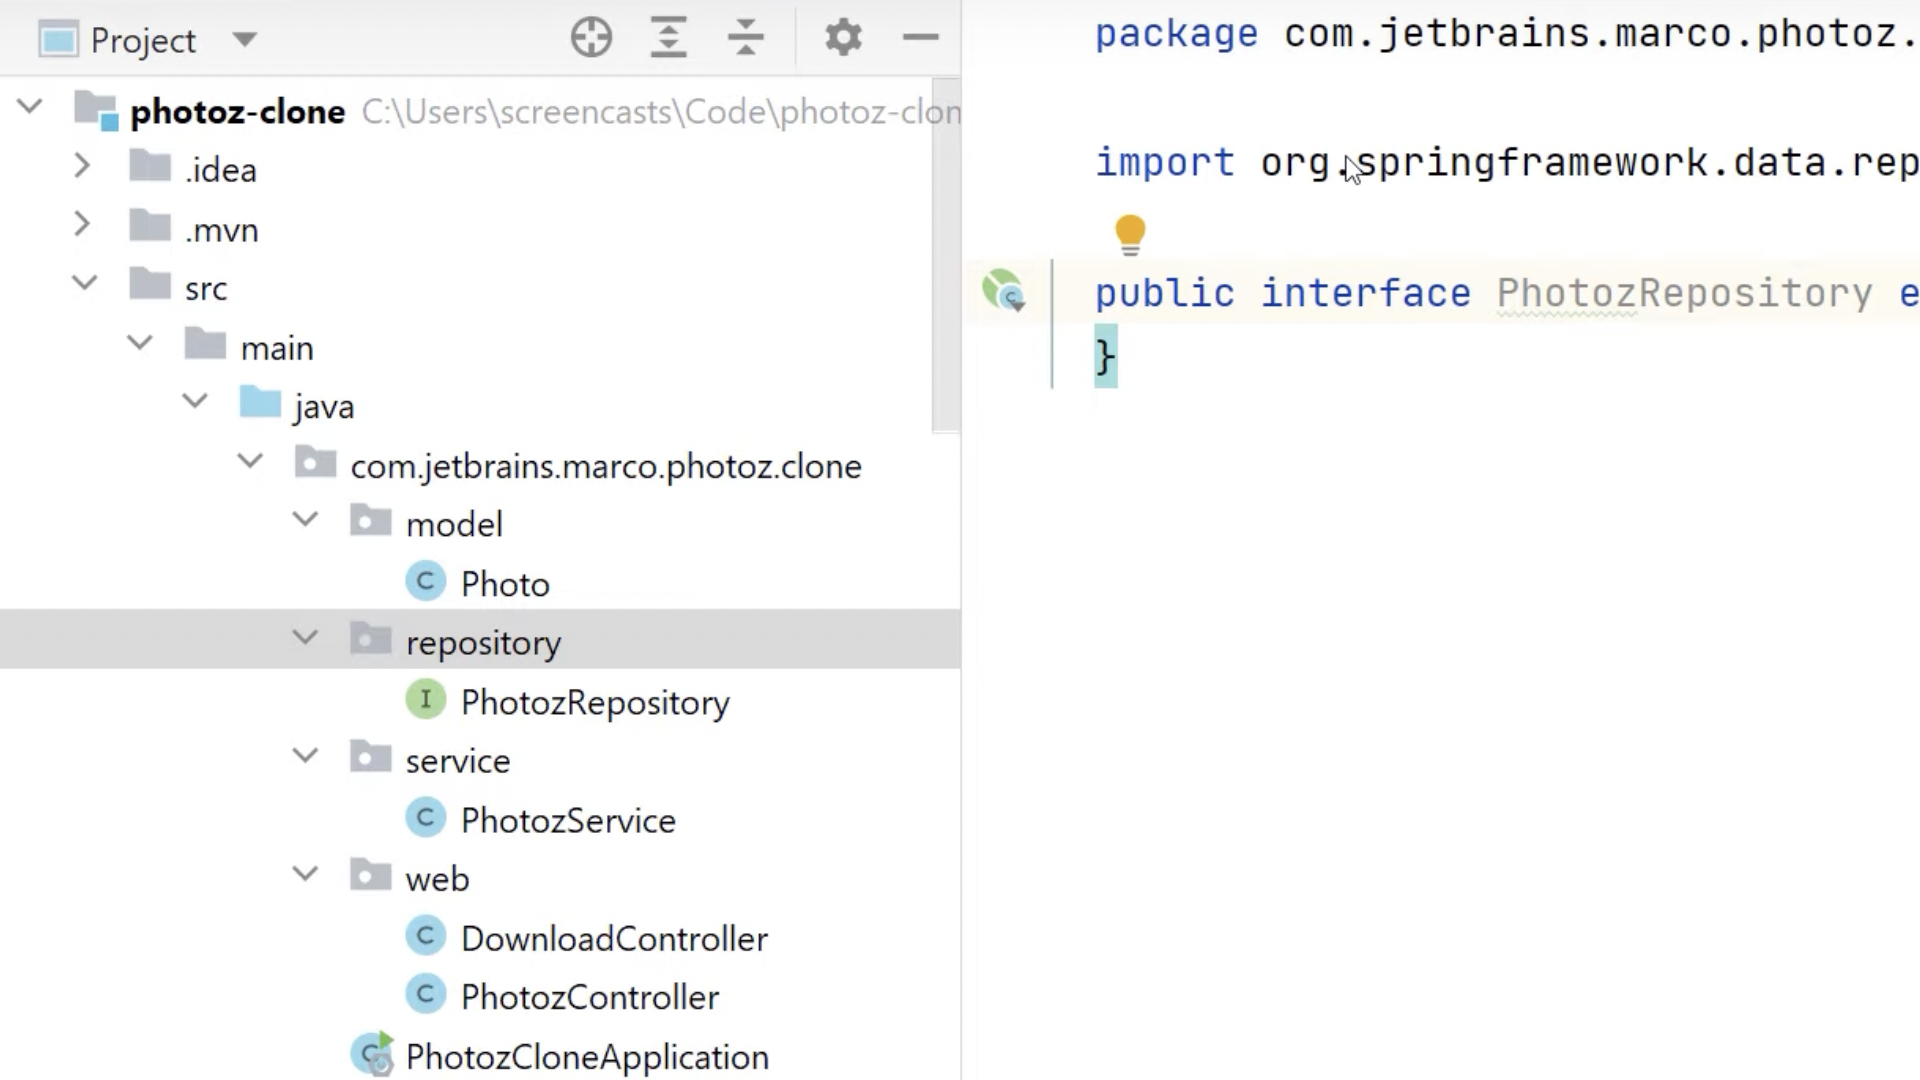 Project
photoz-clone C:\Users\screencasts\Code\photoz-clon
.idea
.mvn
src
main
java
com.jetbrains.marco.photoz.clone
model
C Photo
repository
I PhotozRepository
service
C PhotozService
web
C DownloadController
C PhotozController
C PhotozCloneApplication
package com.jetbrains.marco.photoz.
import org.springframework.data.rep
C public interface PhotozRepository e
}